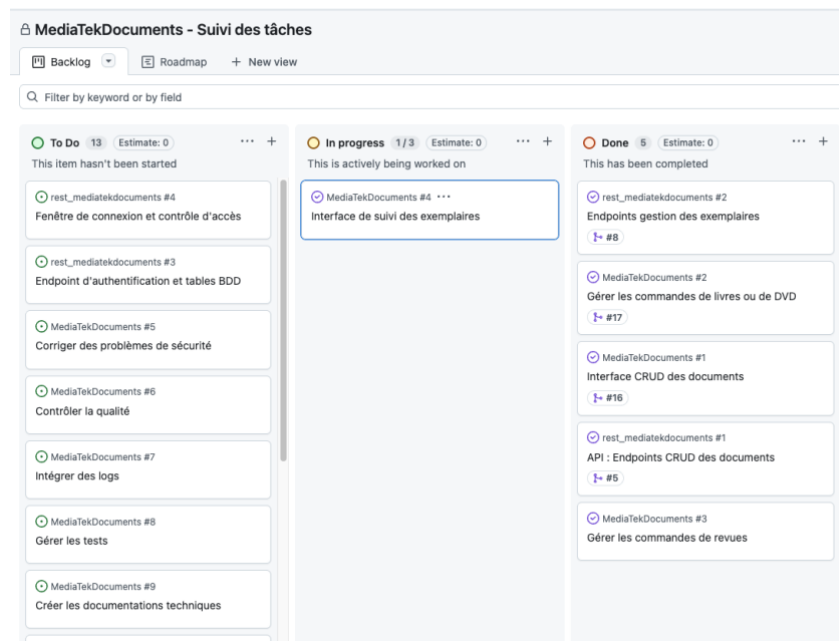 MediaTekDocuments - Suivi des tâches
Backlog
Roadmap
+ New view
Filter by keyword or by field
To Do 13 Estimate: 0 ... +
This item hasn't been started
rest_mediatekdocuments #4
Fenêtre de connexion et contrôle d'accès
rest_mediatekdocuments #3
Endpoint d'authentification et tables BDD
MediaTekDocuments #5
Corriger des problèmes de sécurité
MediaTekDocuments #6
Contrôler la qualité
MediaTekDocuments #7
Intégrer des logs
MediaTekDocuments #8
Gérer les tests
MediaTekDocuments #9
Créer les documentations techniques
In progress 1 / 3 Estimate: 0 ... +
This is actively being worked on
MediaTekDocuments #4 ...
Interface de suivi des exemplaires
Done 5 Estimate: 0 ... +
This has been completed
rest_mediatekdocuments #2
Endpoints gestion des exemplaires
#8
MediaTekDocuments #2
Gérer les commandes de livres ou de DVD
#17
MediaTekDocuments #1
Interface CRUD des documents
#16
rest_mediatekdocuments #1
API : Endpoints CRUD des documents
#5
MediaTekDocuments #3
Gérer les commandes de revues